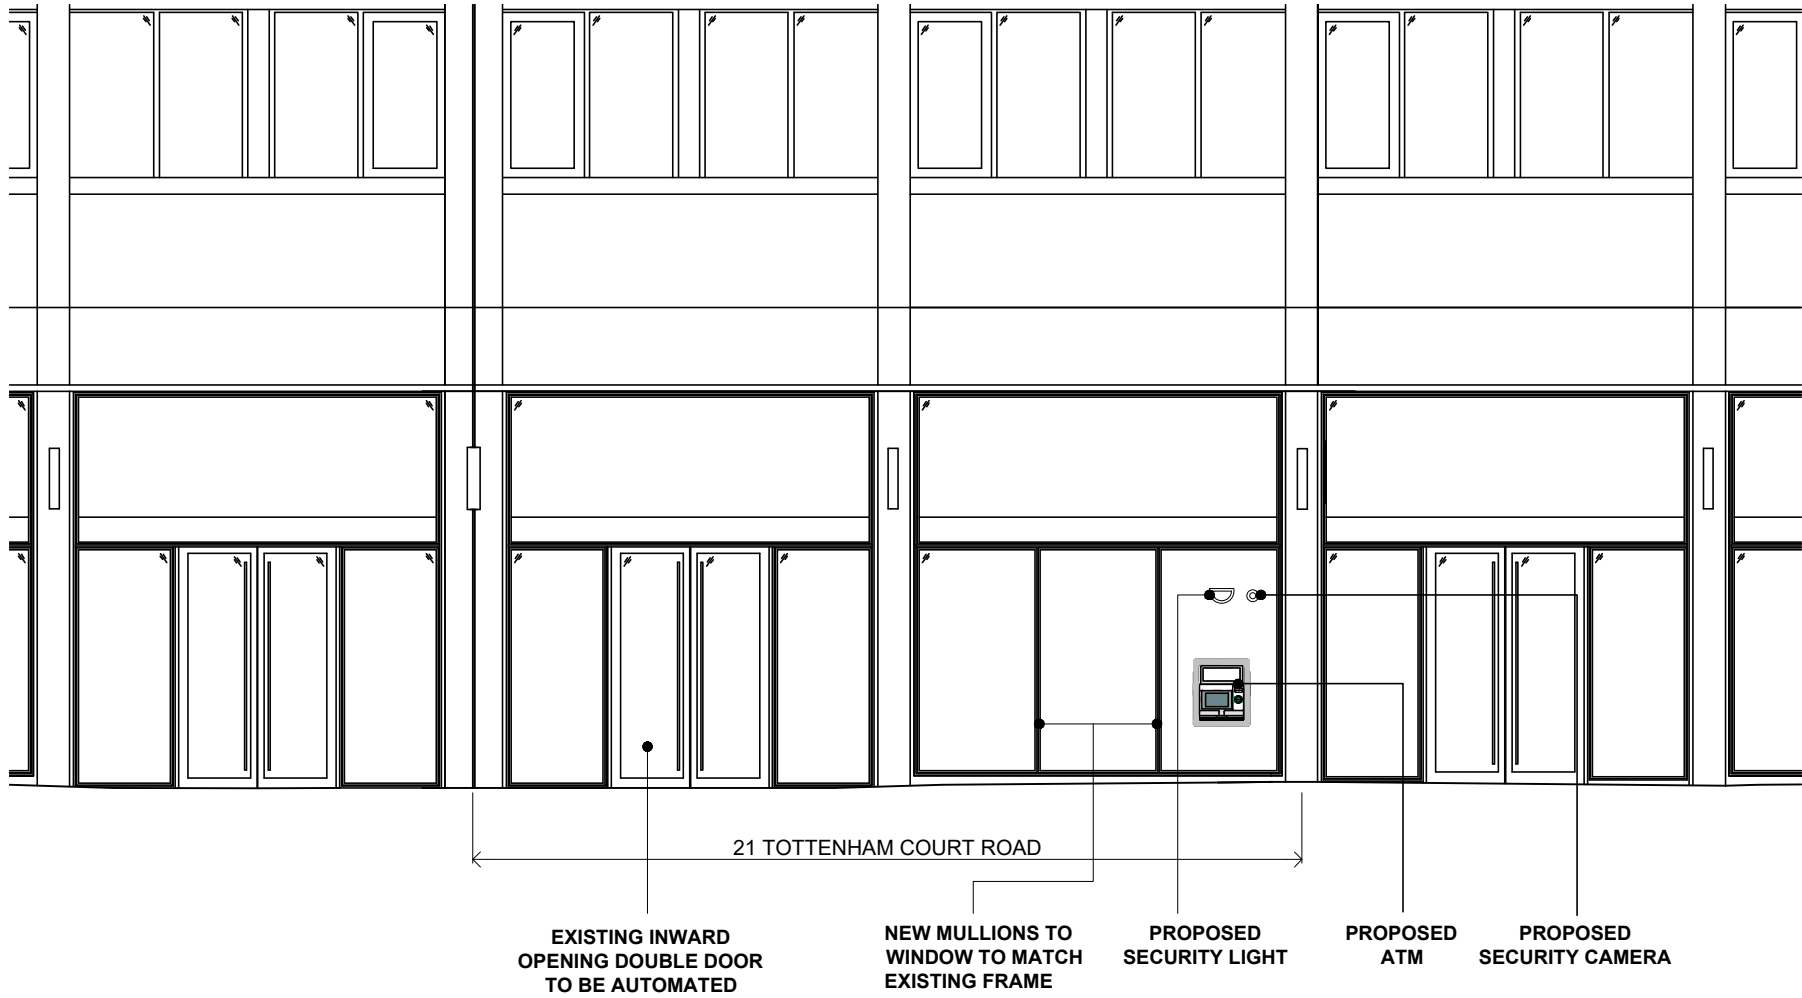 21 TOTTENHAM COURT ROAD
EXISTING INWARD
OPENING DOUBLE DOOR
TO BE AUTOMATED
NEW MULLIONS TO
WINDOW TO MATCH
EXISTING FRAME
PROPOSED
SECURITY LIGHT
PROPOSED
ATM
PROPOSED
SECURITY CAMERA